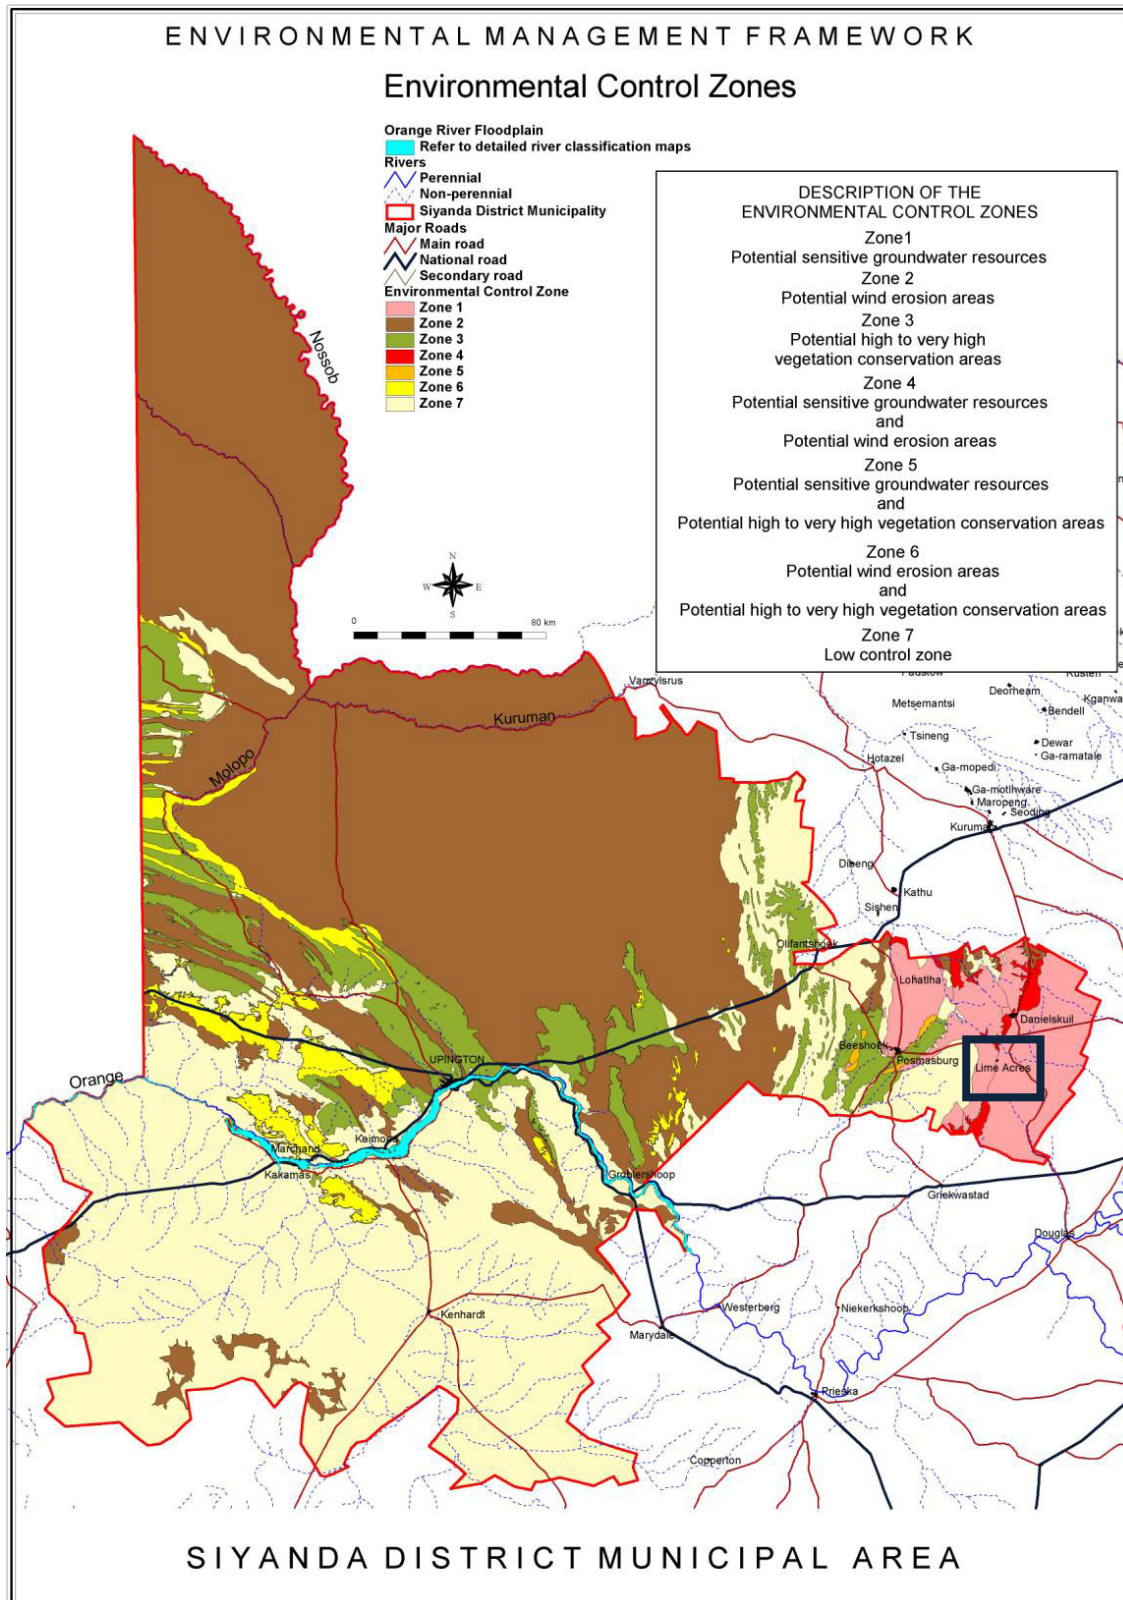 ENVIRONMENTAL MANAGEMENT FRAMEWORK
Environmental Control Zones
Orange River Floodplain
Refer to detailed river classification maps
Rivers
Perennial
Non-perennial
Siyanda District Municipality
Major Roads
Main road
National road
Secondary road
Environmental Control Zone
Zone 1
Zone 2
Zone 3
Zone 4
Zone 5
Zone 6
Zone 7
DESCRIPTION OF THE
ENVIRONMENTAL CONTROL ZONES
Zone1
Potential sensitive groundwater resources
Zone 2
Potential wind erosion areas
Zone 3
Potential high to very high
vegetation conservation areas
Zone 4
Potential sensitive groundwater resources
and
Potential wind erosion areas
Zone 5
Potential sensitive groundwater resources
and
Potential high to very high vegetation conservation areas
Zone 6
Potential wind erosion areas
and
Potential high to very high vegetation conservation areas
Zone 7
Low control zone
Nossob
N
W
E
S
0
80 km
Vanzylsrus
Kuruman
Molopo
Deorheam
Kganwa
Metsemantsi
Bendell
Tsineng
Dewar
Ga-ramatale
Hotazel
Ga-mopedi
Ga-motlhware
Maropeng
Seoding
Kuruman
Dibeng
Kathu
Sishen
Olifantshoek
Lohatlha
Danielskuil
Beeshoek
Posmasburg
Lime Acres
UPINGTON
Orange
Keimoes
Marchand
Kakamas
Groblershoop
Griekwastad
Douglas
Kenhardt
Westerberg
Niekerkshoop
Marydale
Prieska
Copperton
SIYANDA DISTRICT MUNICIPAL AREA